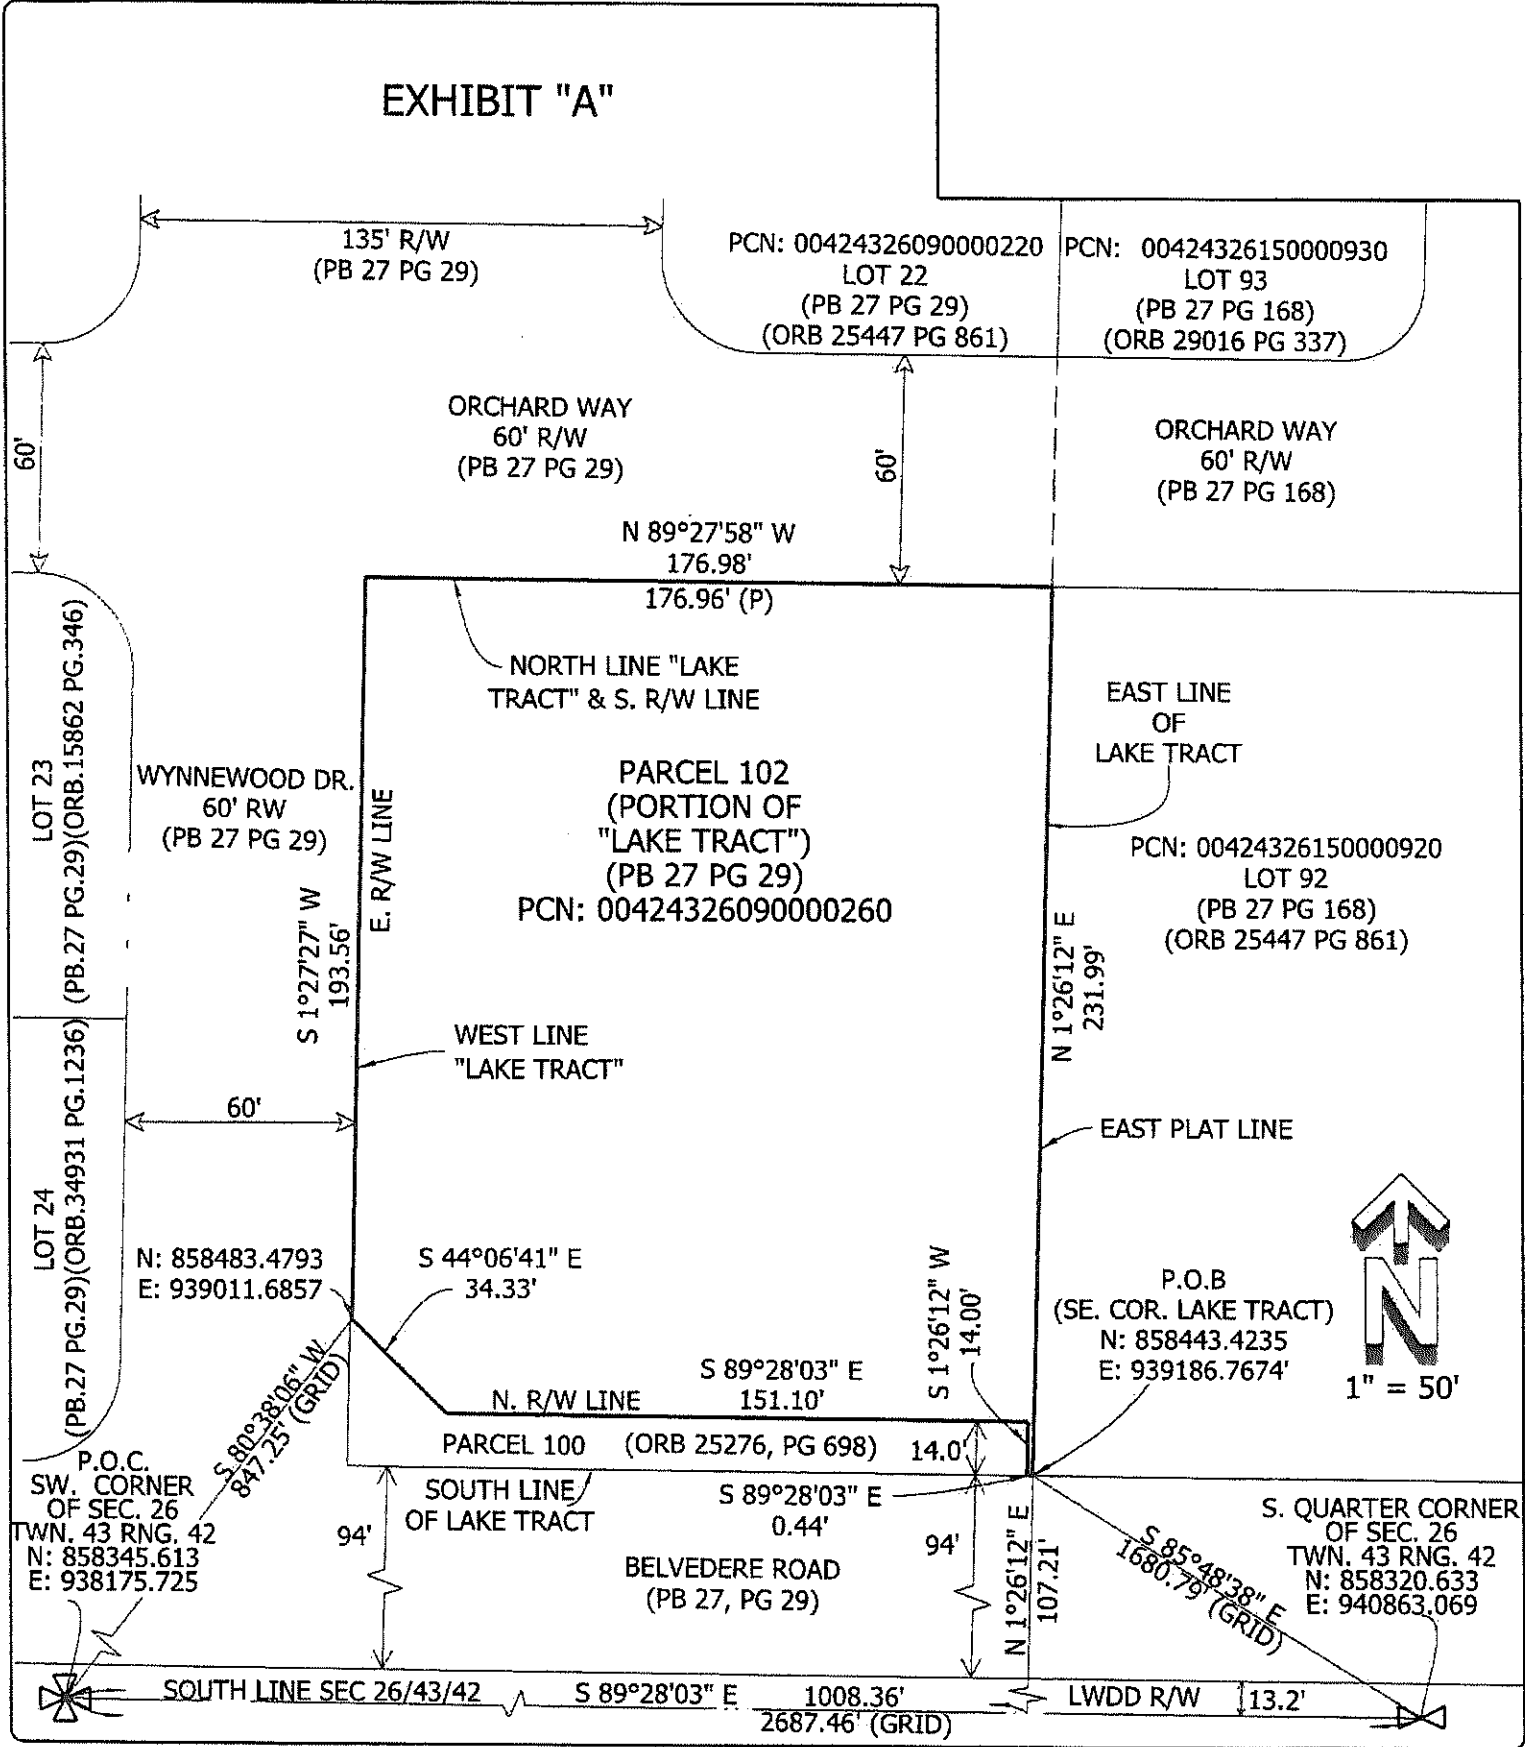 EXHIBIT "A"
135' R/W
(PB 27 PG 29)
PCN: 00424326090000220
LOT 22
(PB 27 PG 29)
(ORB 25447 PG 861)
PCN: 00424326150000930
LOT 93
(PB 27 PG 168)
(ORB 29016 PG 337)
60'
ORCHARD WAY
60' R/W
(PB 27 PG 29)
60'
ORCHARD WAY
60' R/W
(PB 27 PG 168)
N 89°27'58" W
176.98'
176.96' (P)
NORTH LINE "LAKE
TRACT" & S. R/W LINE
EAST LINE
OF
LAKE TRACT
LOT 23
(PB.27 PG.29)(ORB.15862 PG.346)
WYNNEWOOD DR.
60' RW
(PB 27 PG 29)
E. R/W LINE
S 1°27'27" W
193.56'
PARCEL 102
(PORTION OF
"LAKE TRACT")
(PB 27 PG 29)
PCN: 00424326090000260
PCN: 00424326150000920
LOT 92
(PB 27 PG 168)
(ORB 25447 PG 861)
N 1°26'12" E
231.99'
WEST LINE
"LAKE TRACT"
60'
EAST PLAT LINE
LOT 24
(PB.27 PG.29)(ORB.34931 PG.1236)
N: 858483.4793
E: 939011.6857
S 44°06'41" E
34.33'
S 1°26'12" W
14.00'
P.O.B
(SE. COR. LAKE TRACT)
N: 858443.4235
E: 939186.7674'
N
1" = 50'
S 80°38'06" W
847.25' (GRID)
N. R/W LINE
S 89°28'03" E
151.10'
PARCEL 100
(ORB 25276, PG 698)
14.0'
P.O.C.
SW. CORNER
OF SEC. 26
TWN. 43 RNG. 42
N: 858345.613
E: 938175.725
SOUTH LINE
OF LAKE TRACT
S 89°28'03" E
0.44'
94'
BELVEDERE ROAD
(PB 27, PG 29)
94'
N 1°26'12" E
107.21'
S 85°48'38" E
1680.79' (GRID)
S. QUARTER CORNER
OF SEC. 26
TWN. 43 RNG. 42
N: 858320.633
E: 940863.069
SOUTH LINE SEC 26/43/42
S 89°28'03" E
1008.36'
2687.46' (GRID)
LWDD R/W
13.2'